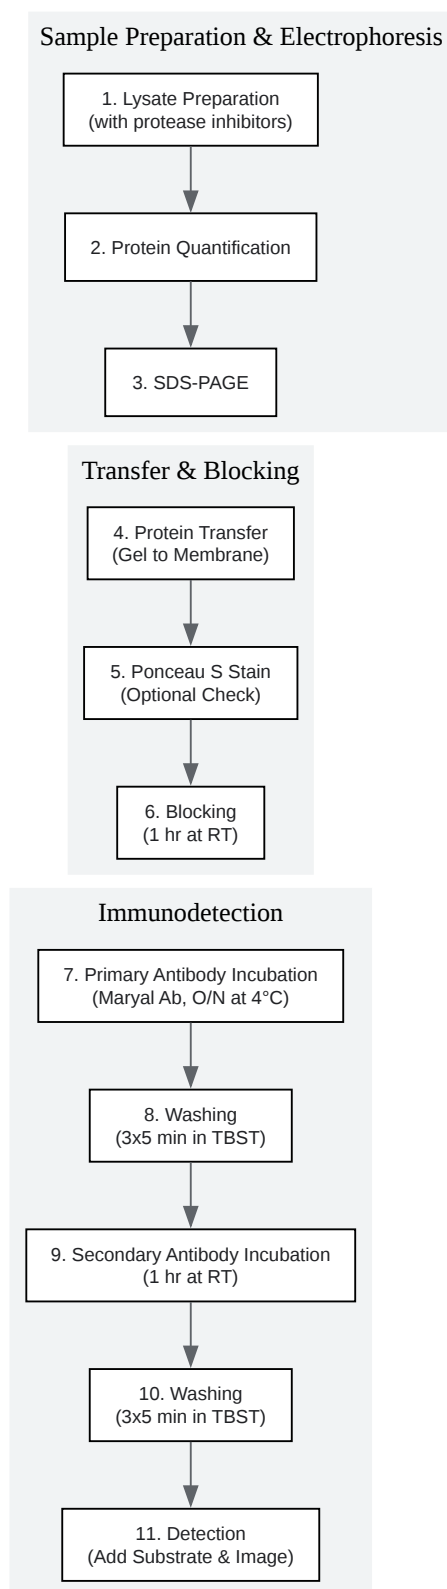 Sample Preparation & Electrophoresis
1. Lysate Preparation
(with protease inhibitors)
2. Protein Quantification
3. SDS-PAGE
Transfer & Blocking
4. Protein Transfer
(Gel to Membrane)
5. Ponceau S Stain
(Optional Check)
6. Blocking
(1 hr at RT)
Immunodetection
7. Primary Antibody Incubation
(Maryal Ab, O/N at 4°C)
8. Washing
(3x5 min in TBST)
9. Secondary Antibody Incubation
(1 hr at RT)
10. Washing
(3x5 min in TBST)
11. Detection
(Add Substrate & Image)